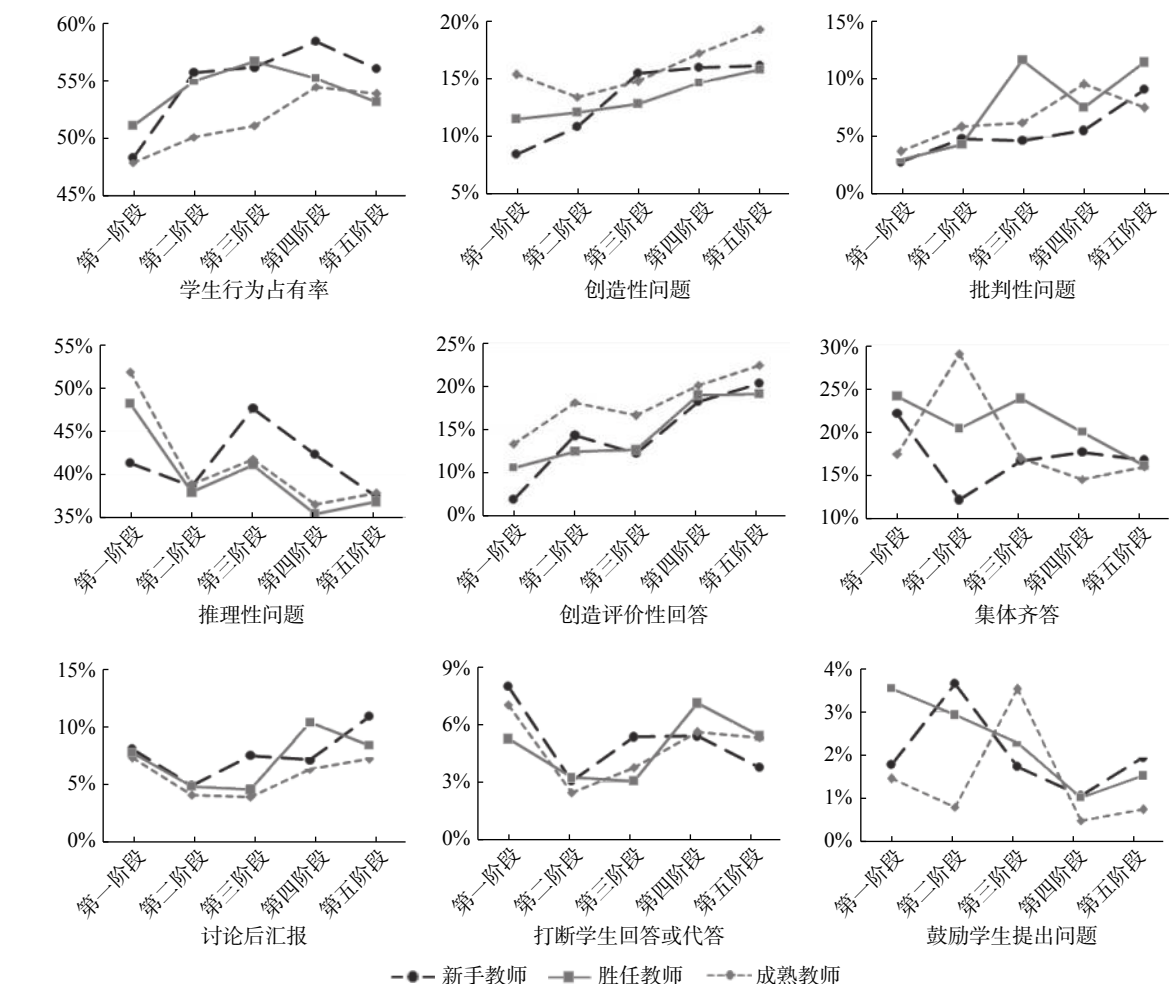 60%
55%
50%
45%
第一阶段
第二阶段
第三阶段
第四阶段
第五阶段
学生行为占有率
20%
15%
10%
5%
第一阶段
第二阶段
第三阶段
第四阶段
第五阶段
创造性问题
15%
10%
5%
0%
第一阶段
第二阶段
第三阶段
第四阶段
第五阶段
批判性问题
55%
50%
45%
40%
35%
第一阶段
第二阶段
第三阶段
第四阶段
第五阶段
推理性问题
25%
20%
15%
10%
0%
第一阶段
第二阶段
第三阶段
第四阶段
第五阶段
创造评价性回答
30%
25%
20%
15%
10%
第一阶段
第二阶段
第三阶段
第四阶段
第五阶段
集体齐答
15%
10%
5%
0%
第一阶段
第二阶段
第三阶段
第四阶段
第五阶段
讨论后汇报
9%
6%
3%
0%
第一阶段
第二阶段
第三阶段
第四阶段
第五阶段
打断学生回答或代答
4%
3%
2%
1%
0%
第一阶段
第二阶段
第三阶段
第四阶段
第五阶段
鼓励学生提出问题
新手教师 胜任教师 成熟教师